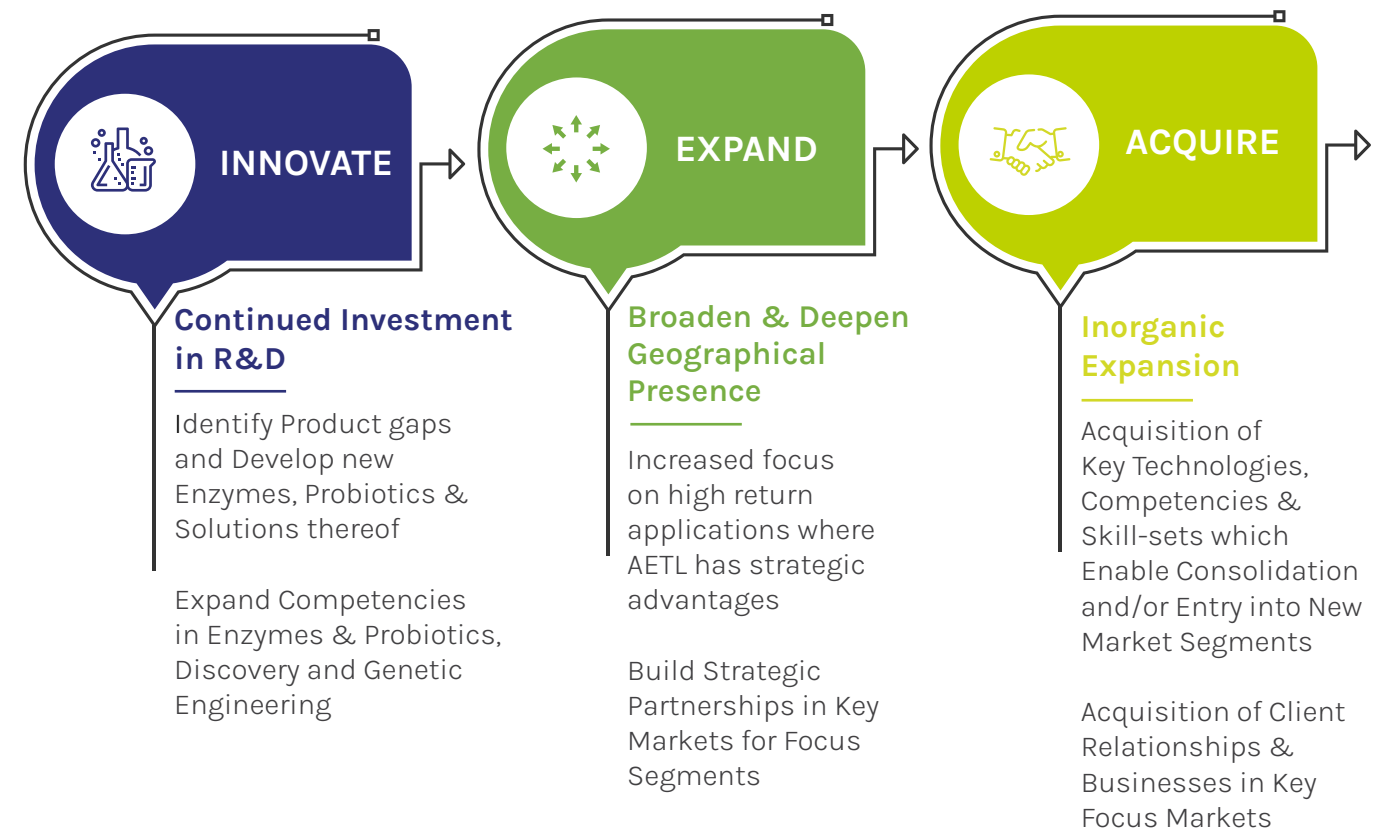 INNOVATE
Continued Investment
in R&D
Identify Product gaps
and Develop new
Enzymes, Probiotics &
Solutions thereof
Expand Competencies
in Enzymes & Probiotics,
Discovery and Genetic
Engineering
EXPAND
Broaden & Deepen
Geographical
Presence
Increased focus
on high return
applications where
AETL has strategic
advantages
Build Strategic
Partnerships in Key
Markets for Focus
Segments
ACQUIRE
Inorganic
Expansion
Acquisition of
Key Technologies,
Competencies &
Skill-sets which
Enable Consolidation
and/or Entry into New
Market Segments
Acquisition of Client
Relationships &
Businesses in Key
Focus Markets